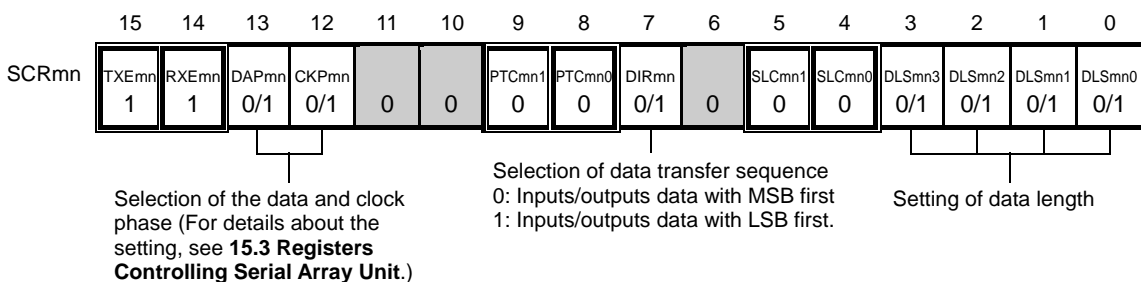 15 14 13 12 11 10 9 8 7 6 5 4 3 2 1 0
SCRmn
TXEmn RXEmn DAPmn CKPmn PTCmn1 PTCmn0 DIRmn SLCmn1 SLCmn0 DLSmn3 DLSmn2 DLSmn1 DLSmn0
1 1 0/1 0/1 0 0 0 0 0/1 0 0 0 0/1 0/1 0/1 0/1
Selection of the data and clock
phase (For details about the
setting, see 15.3 Registers
Controlling Serial Array Unit.)
Selection of data transfer sequence
0: Inputs/outputs data with MSB first
1: Inputs/outputs data with LSB first.
Setting of data length